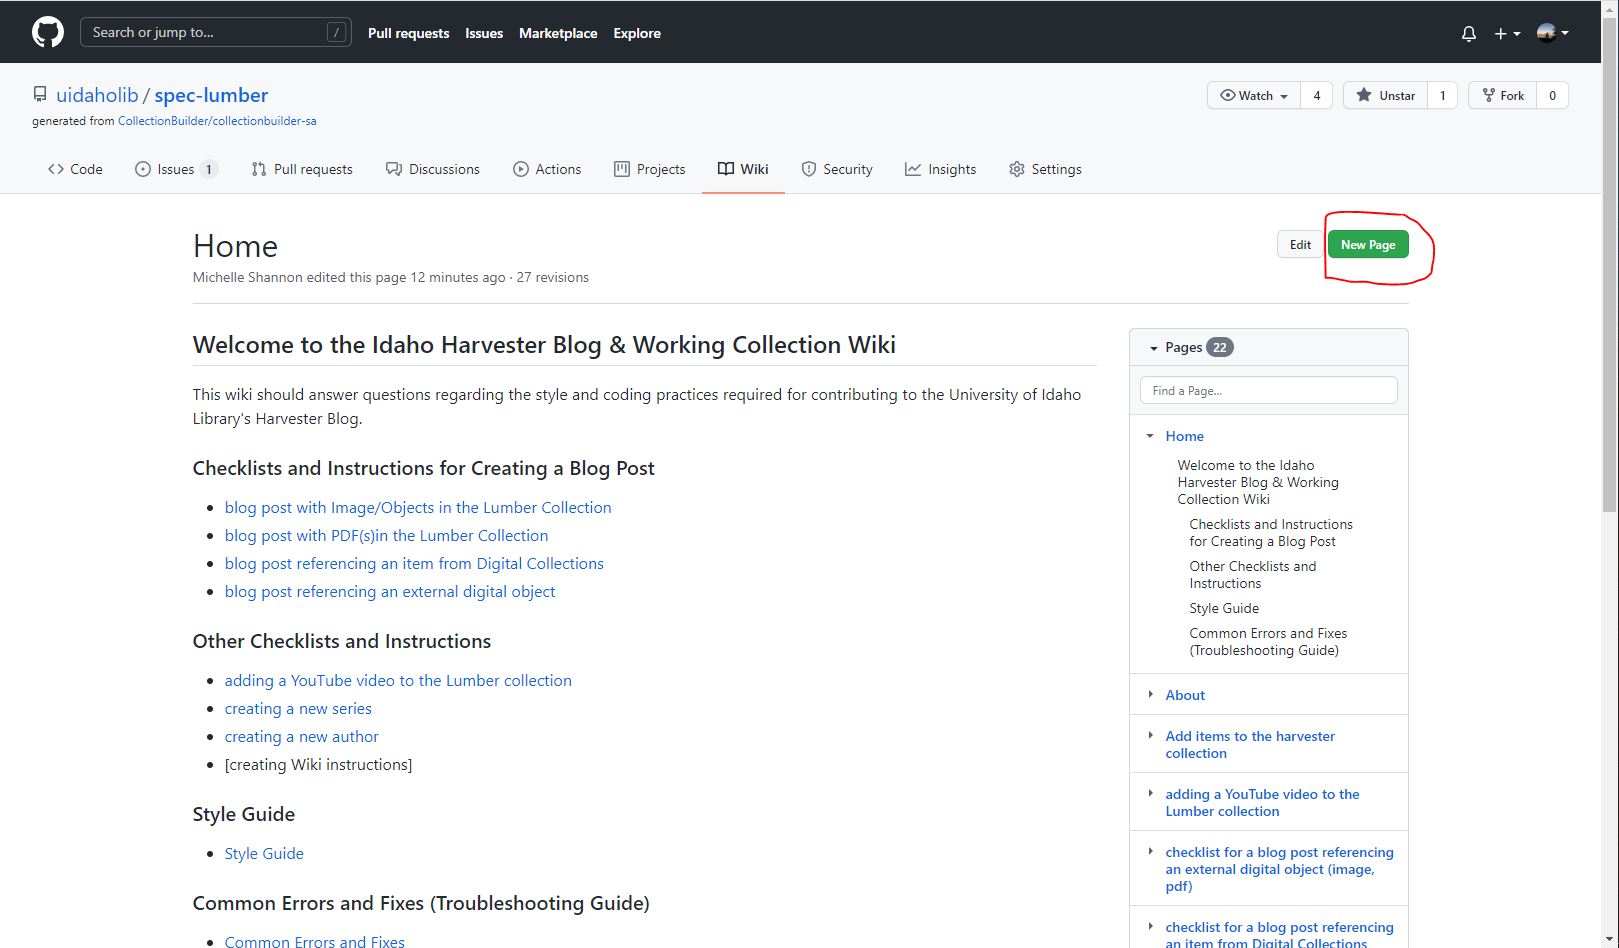 Search or jump to... /
Pull requests Issues Marketplace Explore
uidaholib / spec-lumber
Watch 4 Unstar 1 Fork 0
generated from CollectionBuilder/collectionbuilder-sa
Code Issues 1 Pull requests Discussions Actions Projects Wiki Security Insights Settings
Home
Edit New Page
Michelle Shannon edited this page 12 minutes ago · 27 revisions
Welcome to the Idaho Harvester Blog & Working Collection Wiki
This wiki should answer questions regarding the style and coding practices required for contributing to the University of Idaho
Library's Harvester Blog.
Checklists and Instructions for Creating a Blog Post
blog post with Image/Objects in the Lumber Collection
blog post with PDF(s)in the Lumber Collection
blog post referencing an item from Digital Collections
blog post referencing an external digital object
Other Checklists and Instructions
adding a YouTube video to the Lumber collection
creating a new series
creating a new author
[creating Wiki instructions]
Style Guide
Style Guide
Common Errors and Fixes (Troubleshooting Guide)
Common Errors and Fixes
Pages 22
Find a Page...
Home
Welcome to the Idaho
Harvester Blog & Working
Collection Wiki
Checklists and Instructions
for Creating a Blog Post
Other Checklists and
Instructions
Style Guide
Common Errors and Fixes
(Troubleshooting Guide)
About
Add items to the harvester
collection
adding a YouTube video to the
Lumber collection
checklist for a blog post referencing
an external digital object (image,
pdf)
checklist for a blog post referencing
an item from Digital Collections